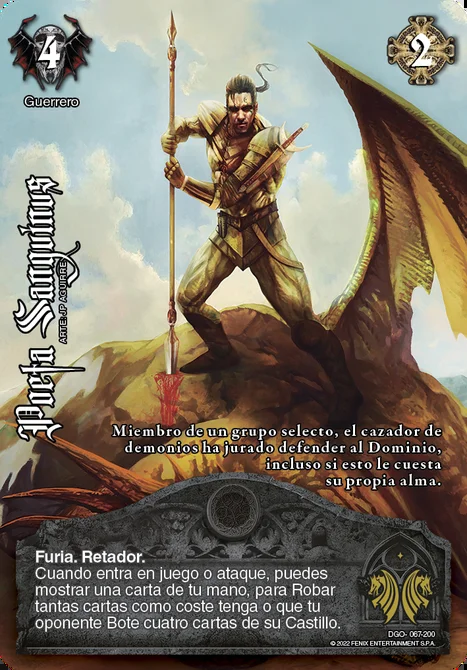 4
Guerrero
2
Poeta Sanguinus
ARTE: JP AGUIRRE
Miembro de un grupo selecto, el cazador de
demonios ha jurado defender al Dominio,
incluso si esto le cuesta
su propia alma.
Furia. Retador.
Cuando entra en juego o ataque, puedes
mostrar una carta de tu mano, para Robar
tantas cartas como coste tenga o que tu
oponente Bote cuatro cartas de su Castillo.
DGO- 067-200
© 2022 FENIX ENTERTAINMENT S.P.A.